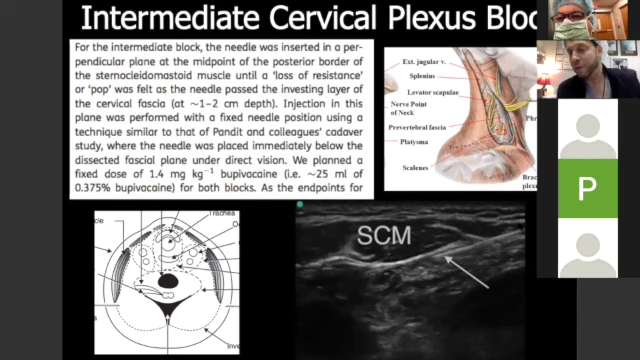 Intermediate Cervical Plexus Bloc
For the intermediate block, the needle was inserted in a per-
pendicular plane at the midpoint of the posterior border of
the sternocleidomastoid muscle until a 'loss of resistance'
or 'pop' was felt as the needle passed the investing layer of
the cervical fascia (at ~1–2 cm depth). Injection in this
plane was performed with a fixed needle position using a
technique similar to that of Pandit and colleagues' cadaver
study, where the needle was placed immediately below the
dissected fascial plane under direct vision. We planned a
fixed dose of 1.4 mg kg⁻¹ bupivacaine (i.e. ~25 ml of
0.375% bupivacaine) for both blocks. As the endpoints for
Ext. jugular v.
Splenius
Levator scapulae
Nerve Point
of Neck
Prevertebral fascia
Platysma
Scalenes
Phr
Brac
plexu
P
Trachea
cle
Inve
SCM